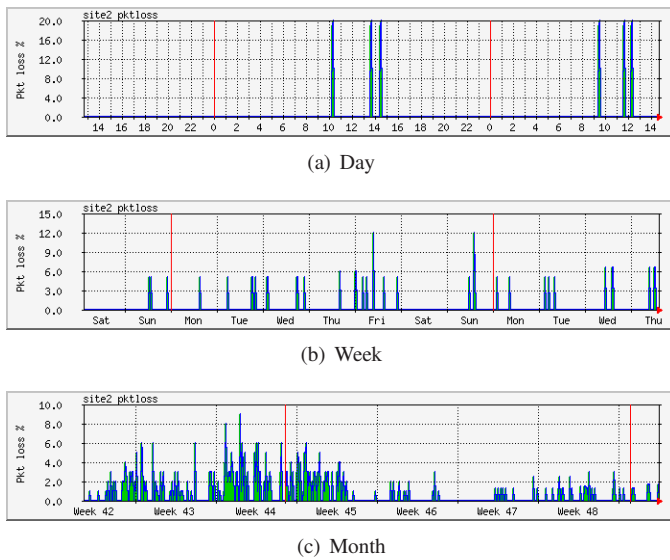 site2 pktloss
Pkt loss %
20.0
16.0
12.0
8.0
4.0
0.0
14 16 18 20 22 0 2 4 6 8 10 12 14 16 18 20 22 0 2 4 6 8 10 12 14
(a) Day
site2 pktloss
Pkt loss %
15.0
12.0
9.0
6.0
3.0
0.0
Sat Sun Mon Tue Wed Thu Fri Sat Sun Mon Tue Wed Thu
(b) Week
site2 pktloss
Pkt loss %
10.0
8.0
6.0
4.0
2.0
0.0
Week 42 Week 43 Week 44 Week 45 Week 46 Week 47 Week 48
(c) Month